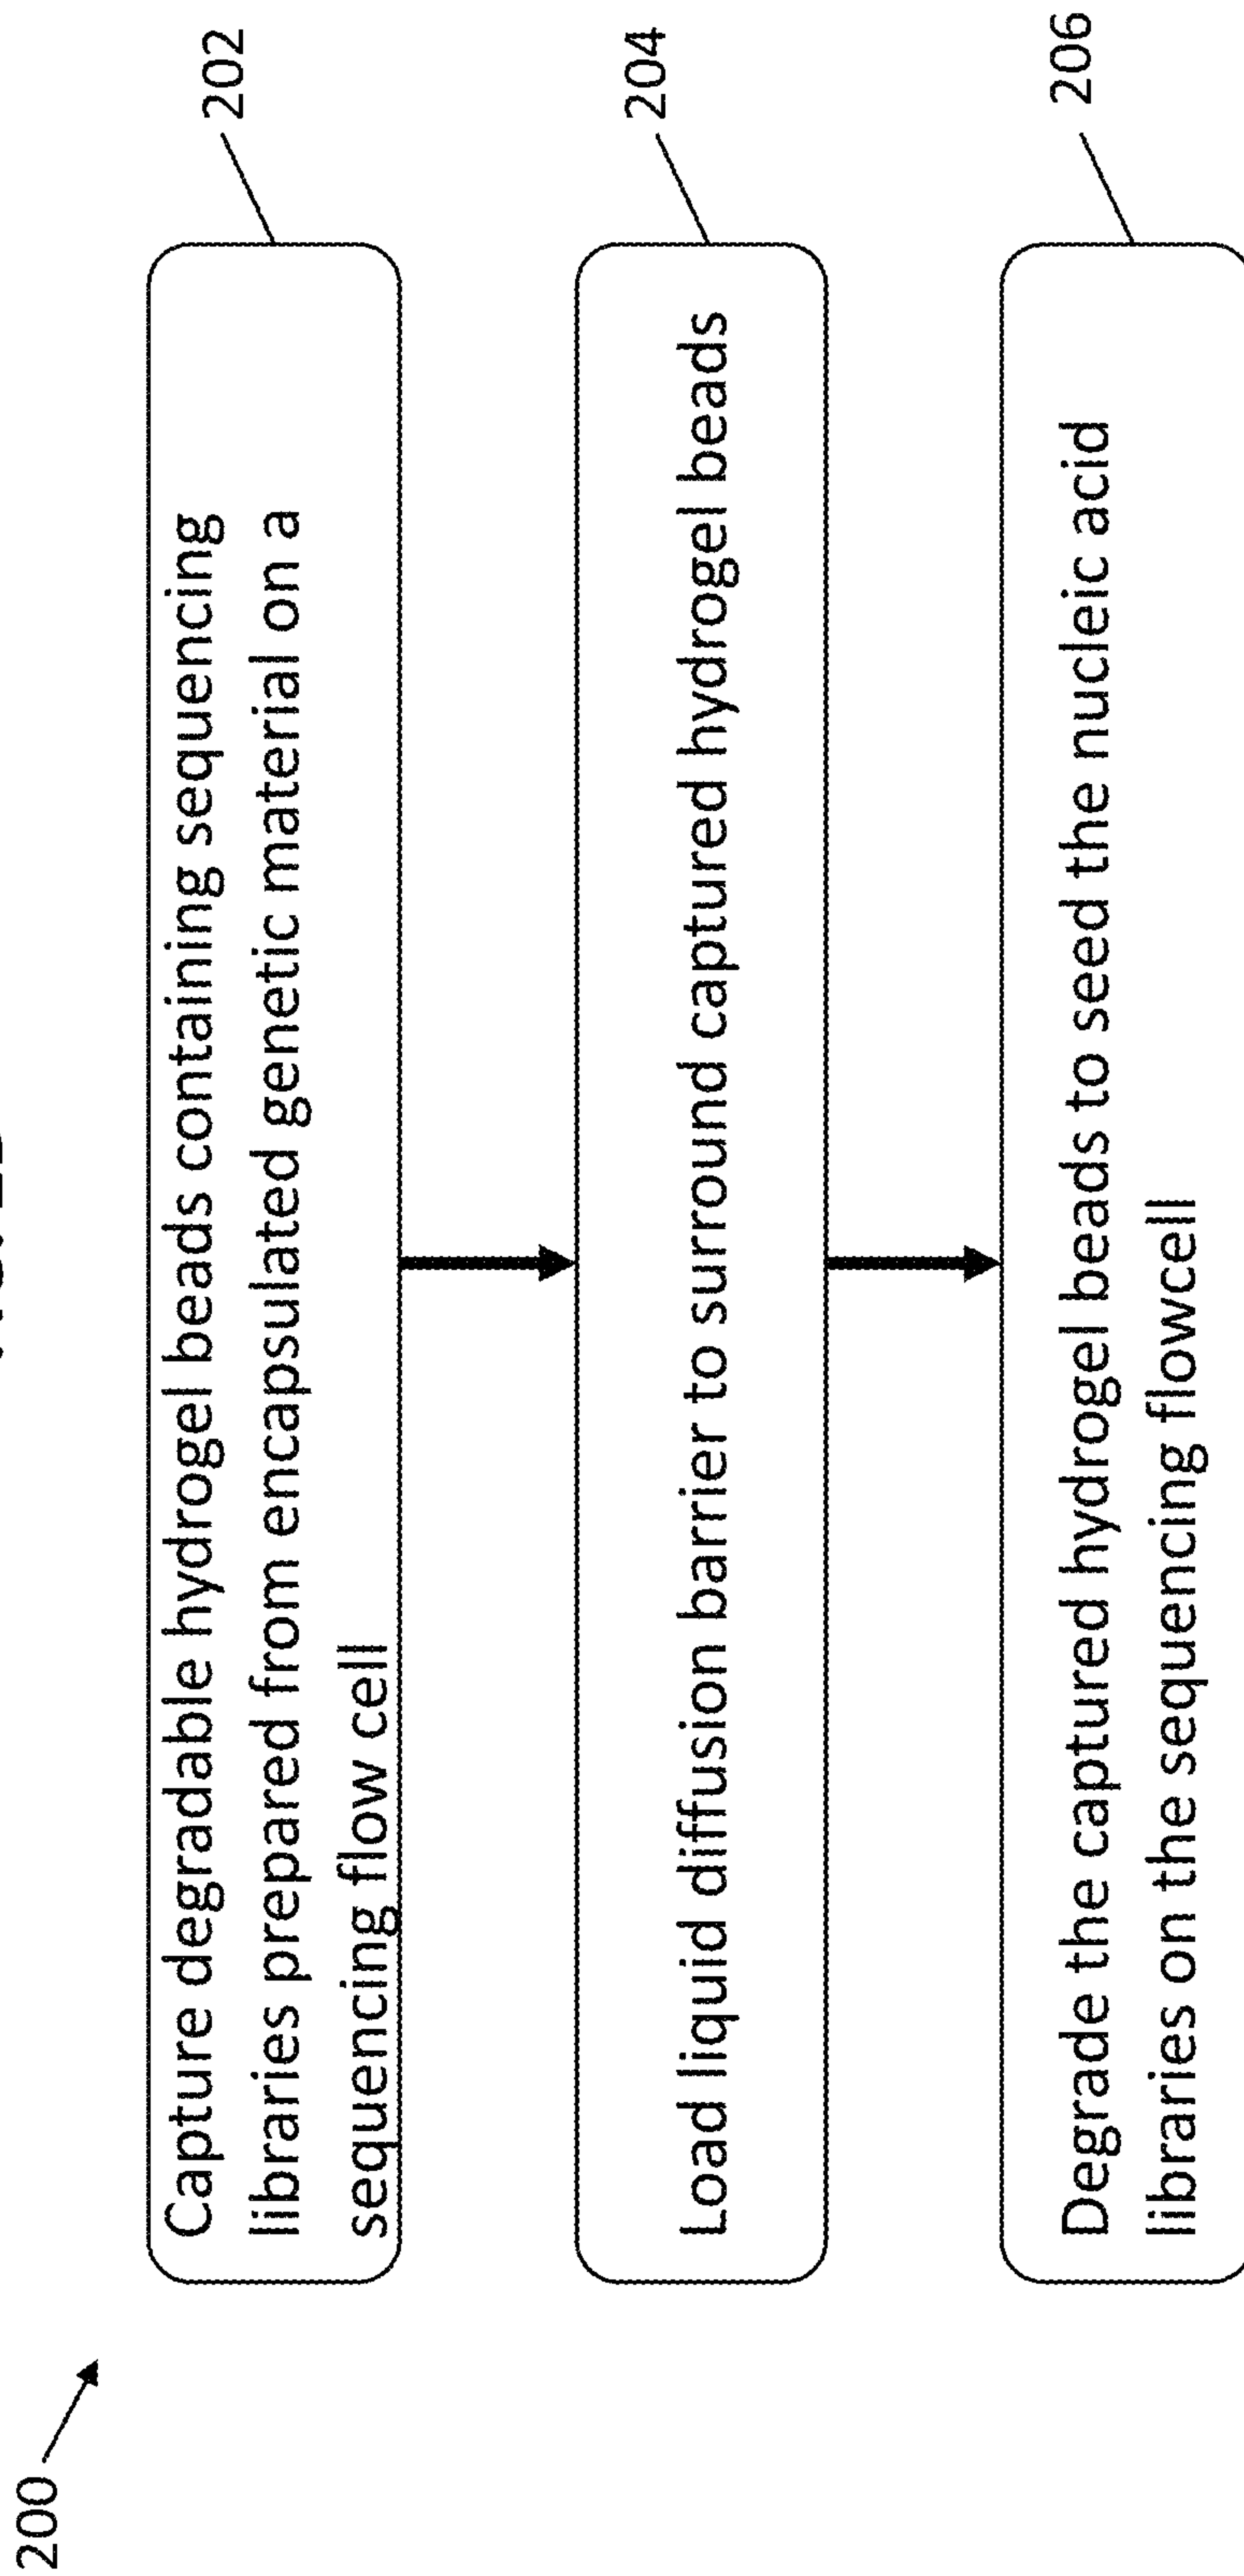 200
Capture degradable hydrogel beads containing sequencing
libraries prepared from encapsulated genetic material on a
sequencing flow cell
202
Load liquid diffusion barrier to surround captured hydrogel beads
204
Degrade the captured hydrogel beads to seed the nucleic acid
libraries on the sequencing flowcell
206